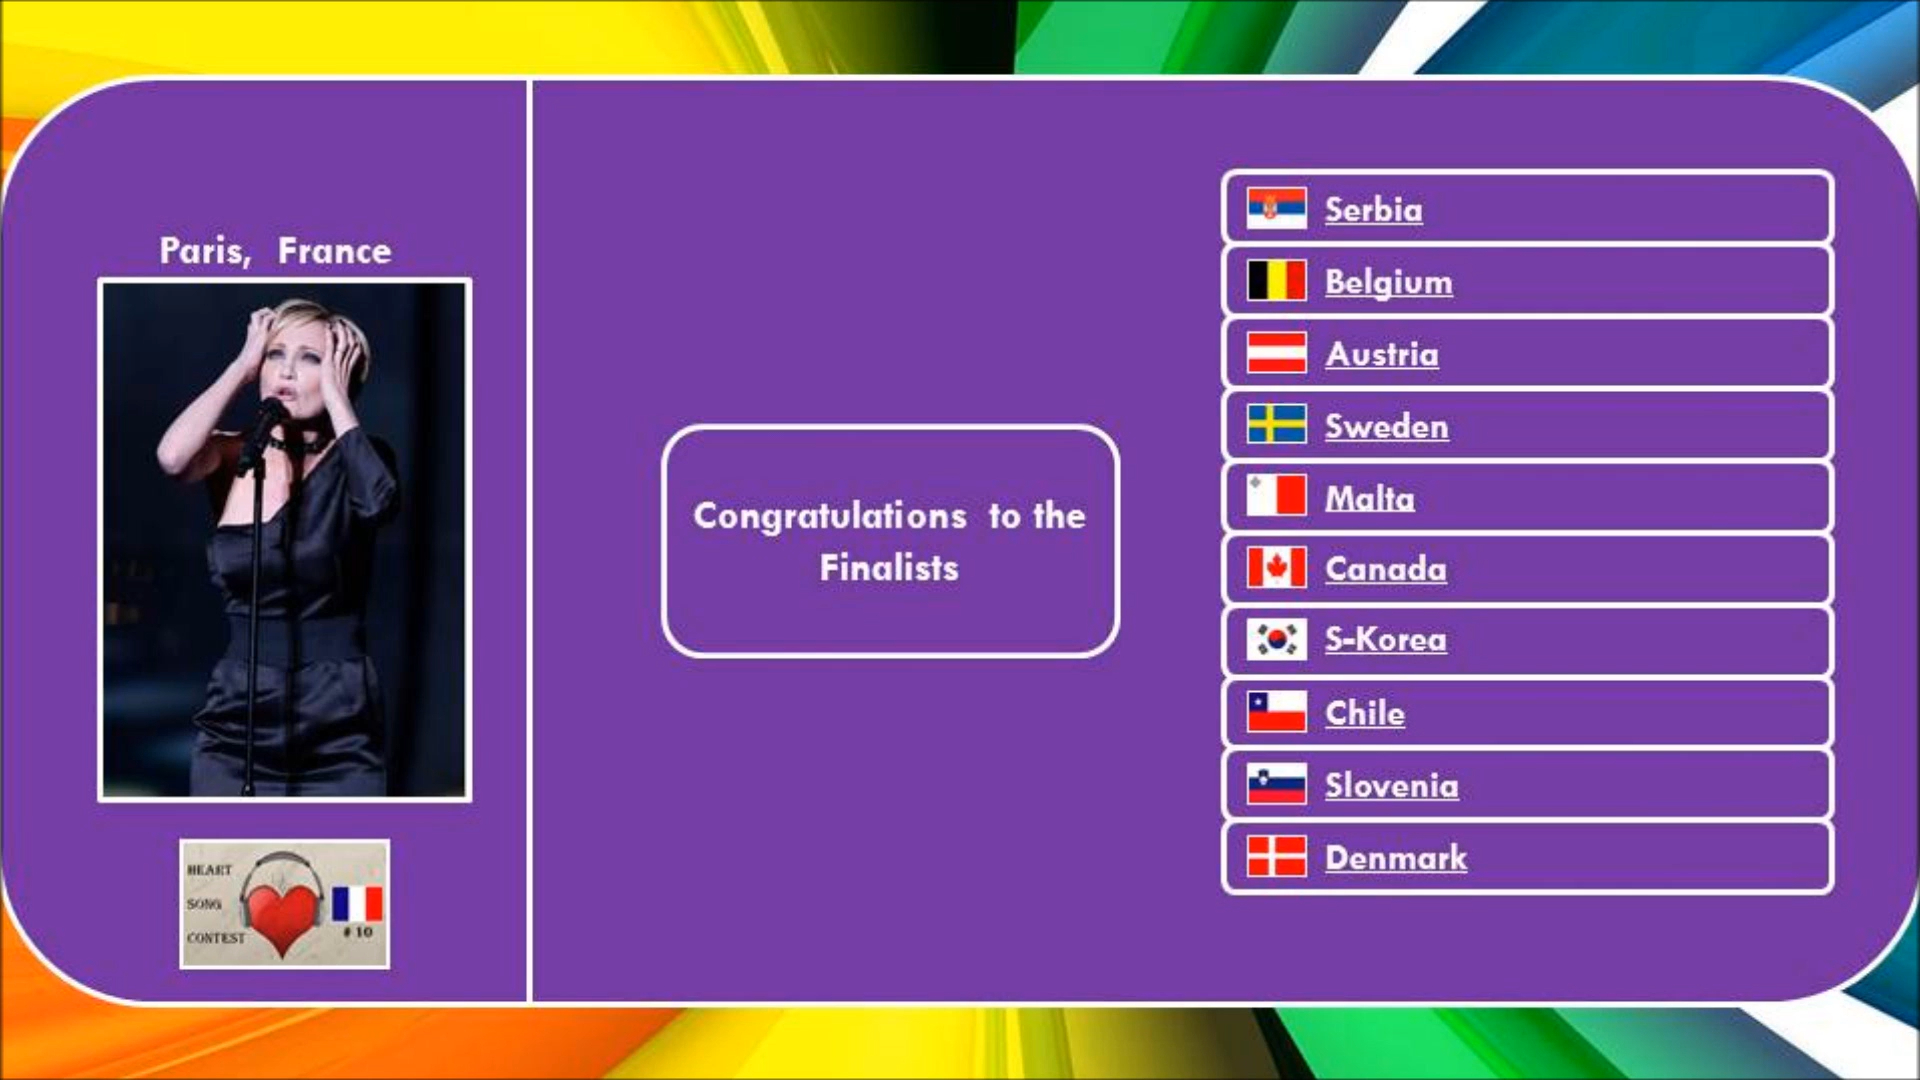 Paris, France
HEART
SONG
CONTEST
# 10
Congratulations to the
Finalists
Serbia
Belgium
Austria
Sweden
Malta
Canada
S-Korea
Chile
Slovenia
Denmark